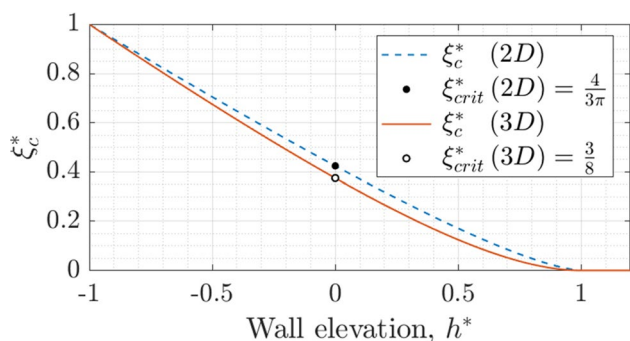 1
0.8
0.6
0.4
0.2
0
ξ*c
-1
-0.5
0
0.5
1
Wall elevation, h*
ξ*c (2D)
ξ*crit (2D) = 4/3π
ξ*c (3D)
ξ*crit (3D) = 3/8